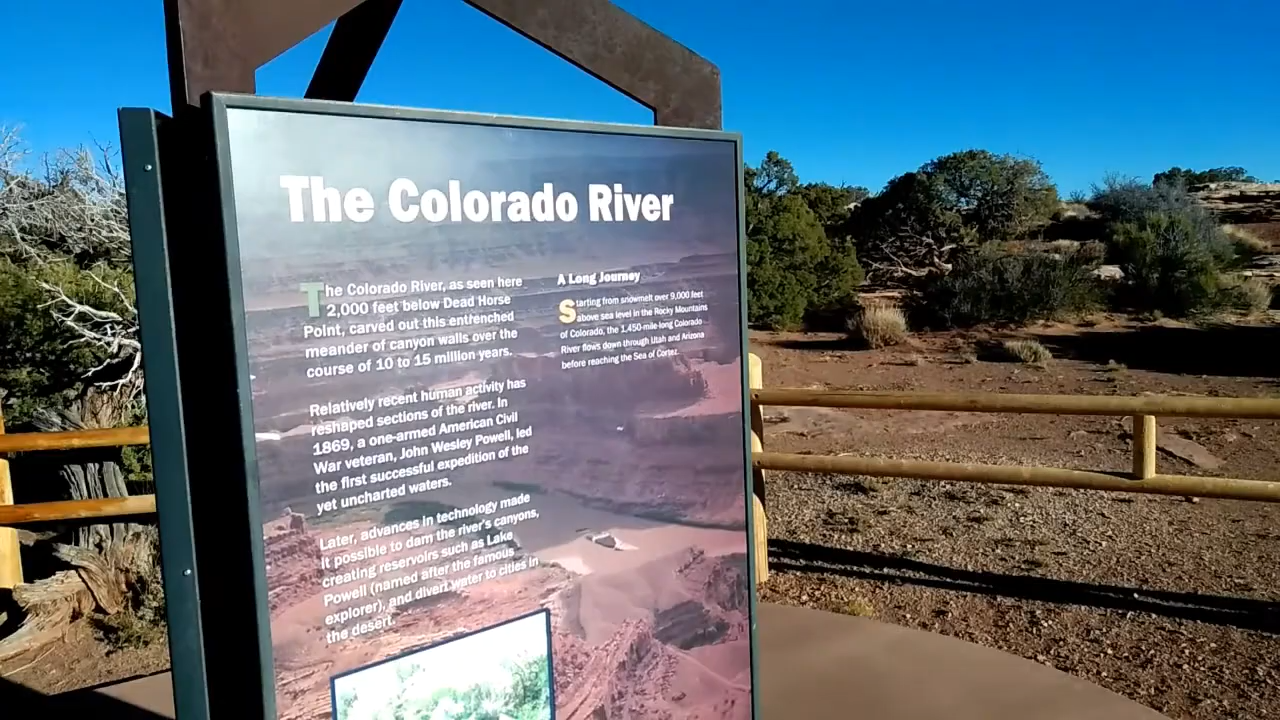 The Colorado River
The Colorado River, as seen here
2,000 feet below Dead Horse
Point, carved out this entrenched
meander of canyon walls over the
course of 10 to 15 million years.
Relatively recent human activity has
reshaped sections of the river. In
1869, a one-armed American Civil
War veteran, John Wesley Powell, led
the first successful expedition of the
yet uncharted waters.
Later, advances in technology made
it possible to dam the river's canyons,
creating reservoirs such as Lake
Powell (named after the famous
explorer), and divert water to cities in
the desert.
A Long Journey
Starting from snowmelt over 9,000 feet
above sea level in the Rocky Mountains
of Colorado, the 1,450-mile-long Colorado
River flows down through Utah and Arizona
before reaching the Sea of Cortez.